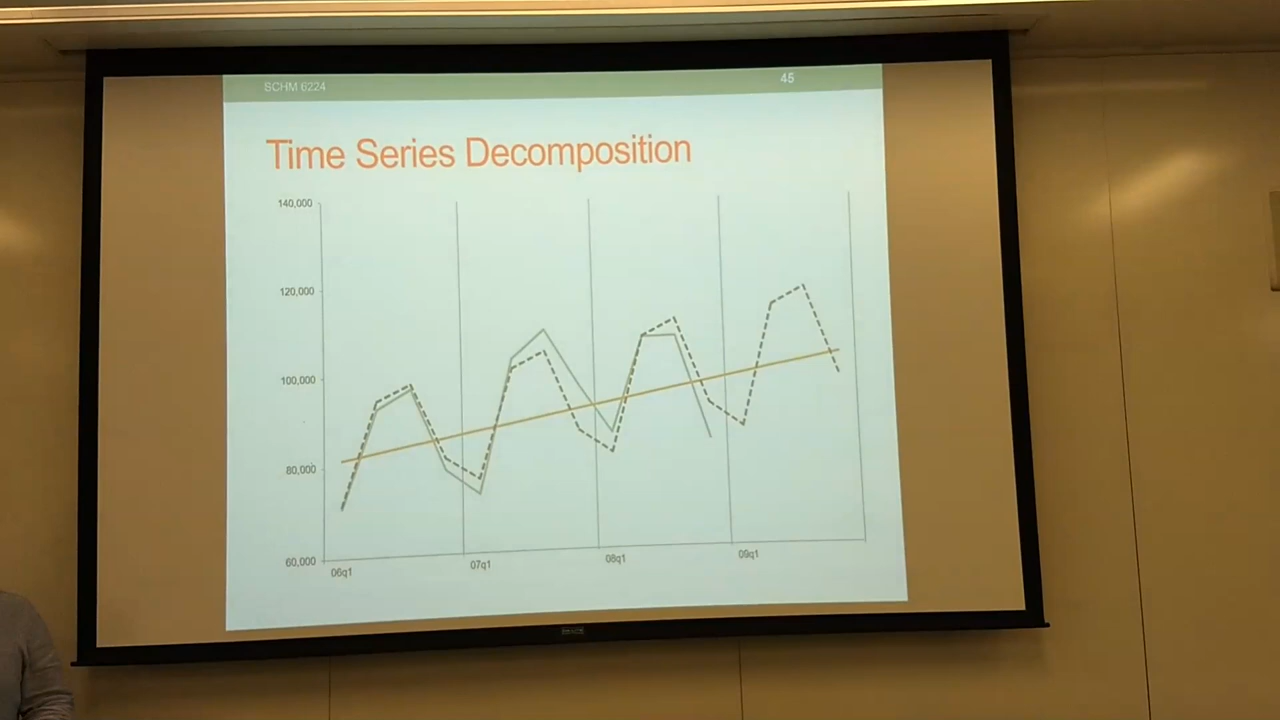 SCHM 6224
45
Time Series Decomposition
140,000
120,000
100,000
80,000
60,000
06q1
07q1
08q1
09q1